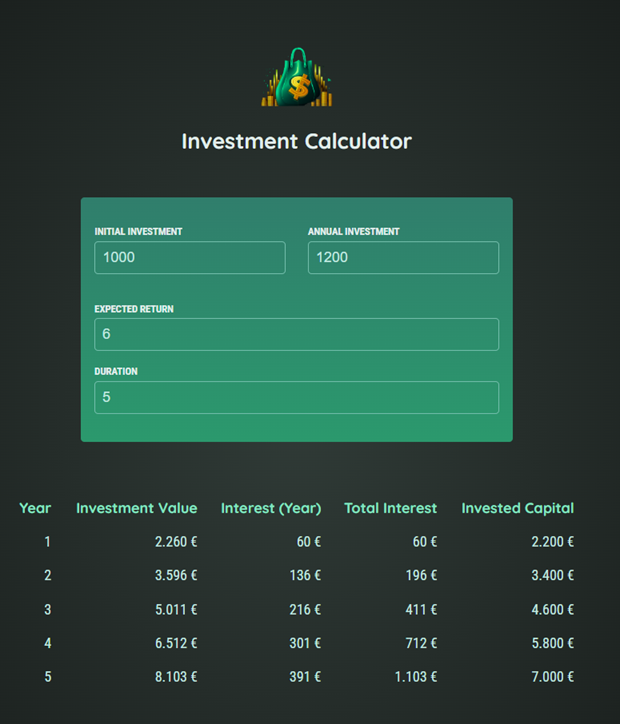 $
Investment Calculator
INITIAL INVESTMENT ANNUAL INVESTMENT
1000 1200
EXPECTED RETURN
6
DURATION
5
Year Investment Value Interest (Year) Total Interest Invested Capital
1 2.260 € 60 € 60 € 2.200 €
2 3.596 € 136 € 196 € 3.400 €
3 5.011 € 216 € 411 € 4.600 €
4 6.512 € 301 € 712 € 5.800 €
5 8.103 € 391 € 1.103 € 7.000 €